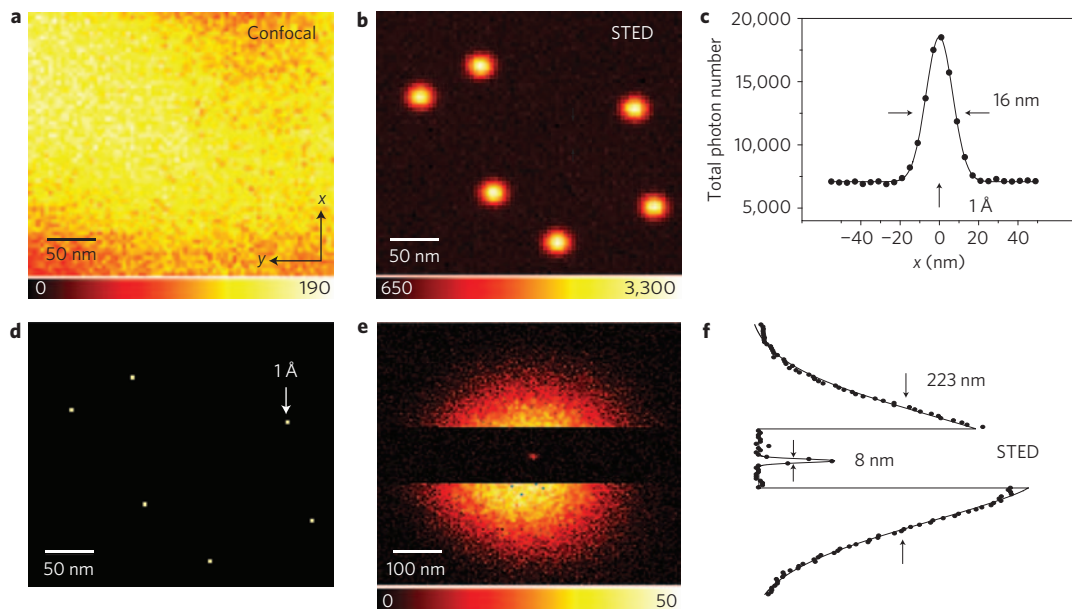 a
Confocal
x
y
50 nm
0 190
b
STED
50 nm
650 3,300
c
20,000
15,000
10,000
5,000
Total photon number
16 nm
1 Å
−40 −20 0 20 40
x (nm)
d
1 Å
50 nm
e
100 nm
0 50
f
223 nm
STED
8 nm